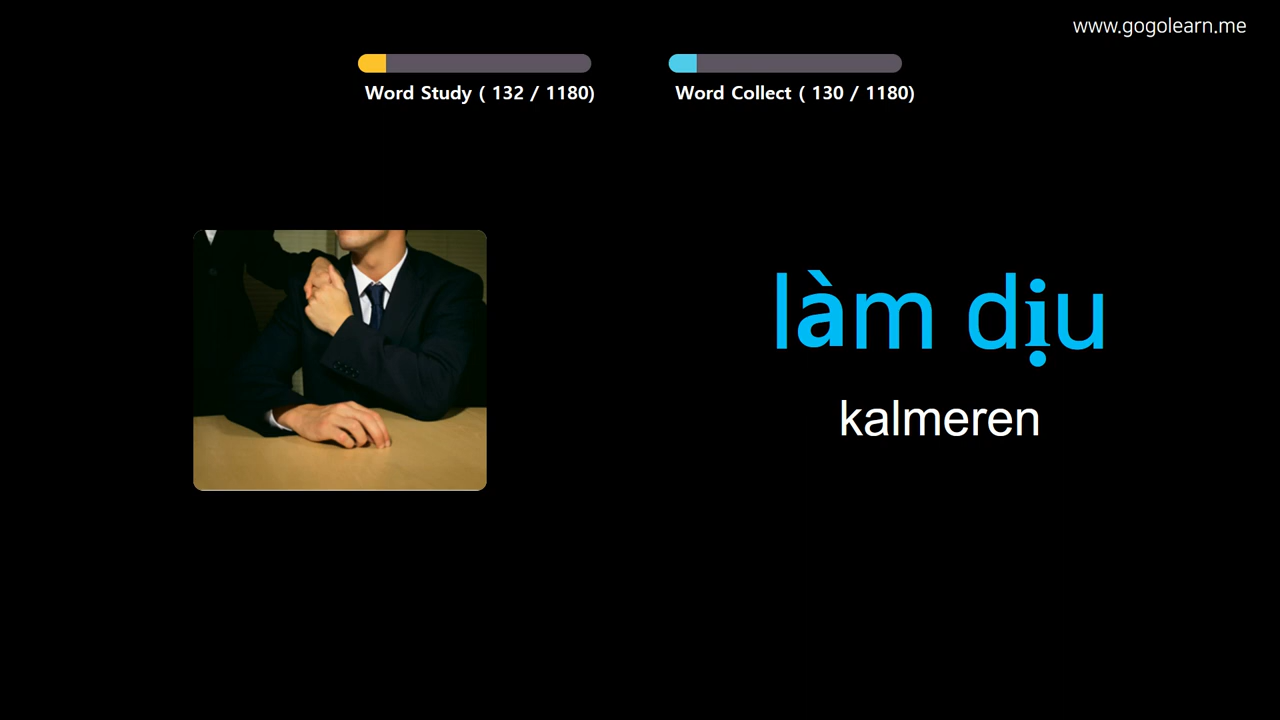 www.gogolearn.me
Word Study ( 132 / 1180)
Word Collect ( 130 / 1180)
làm dịu
kalmeren